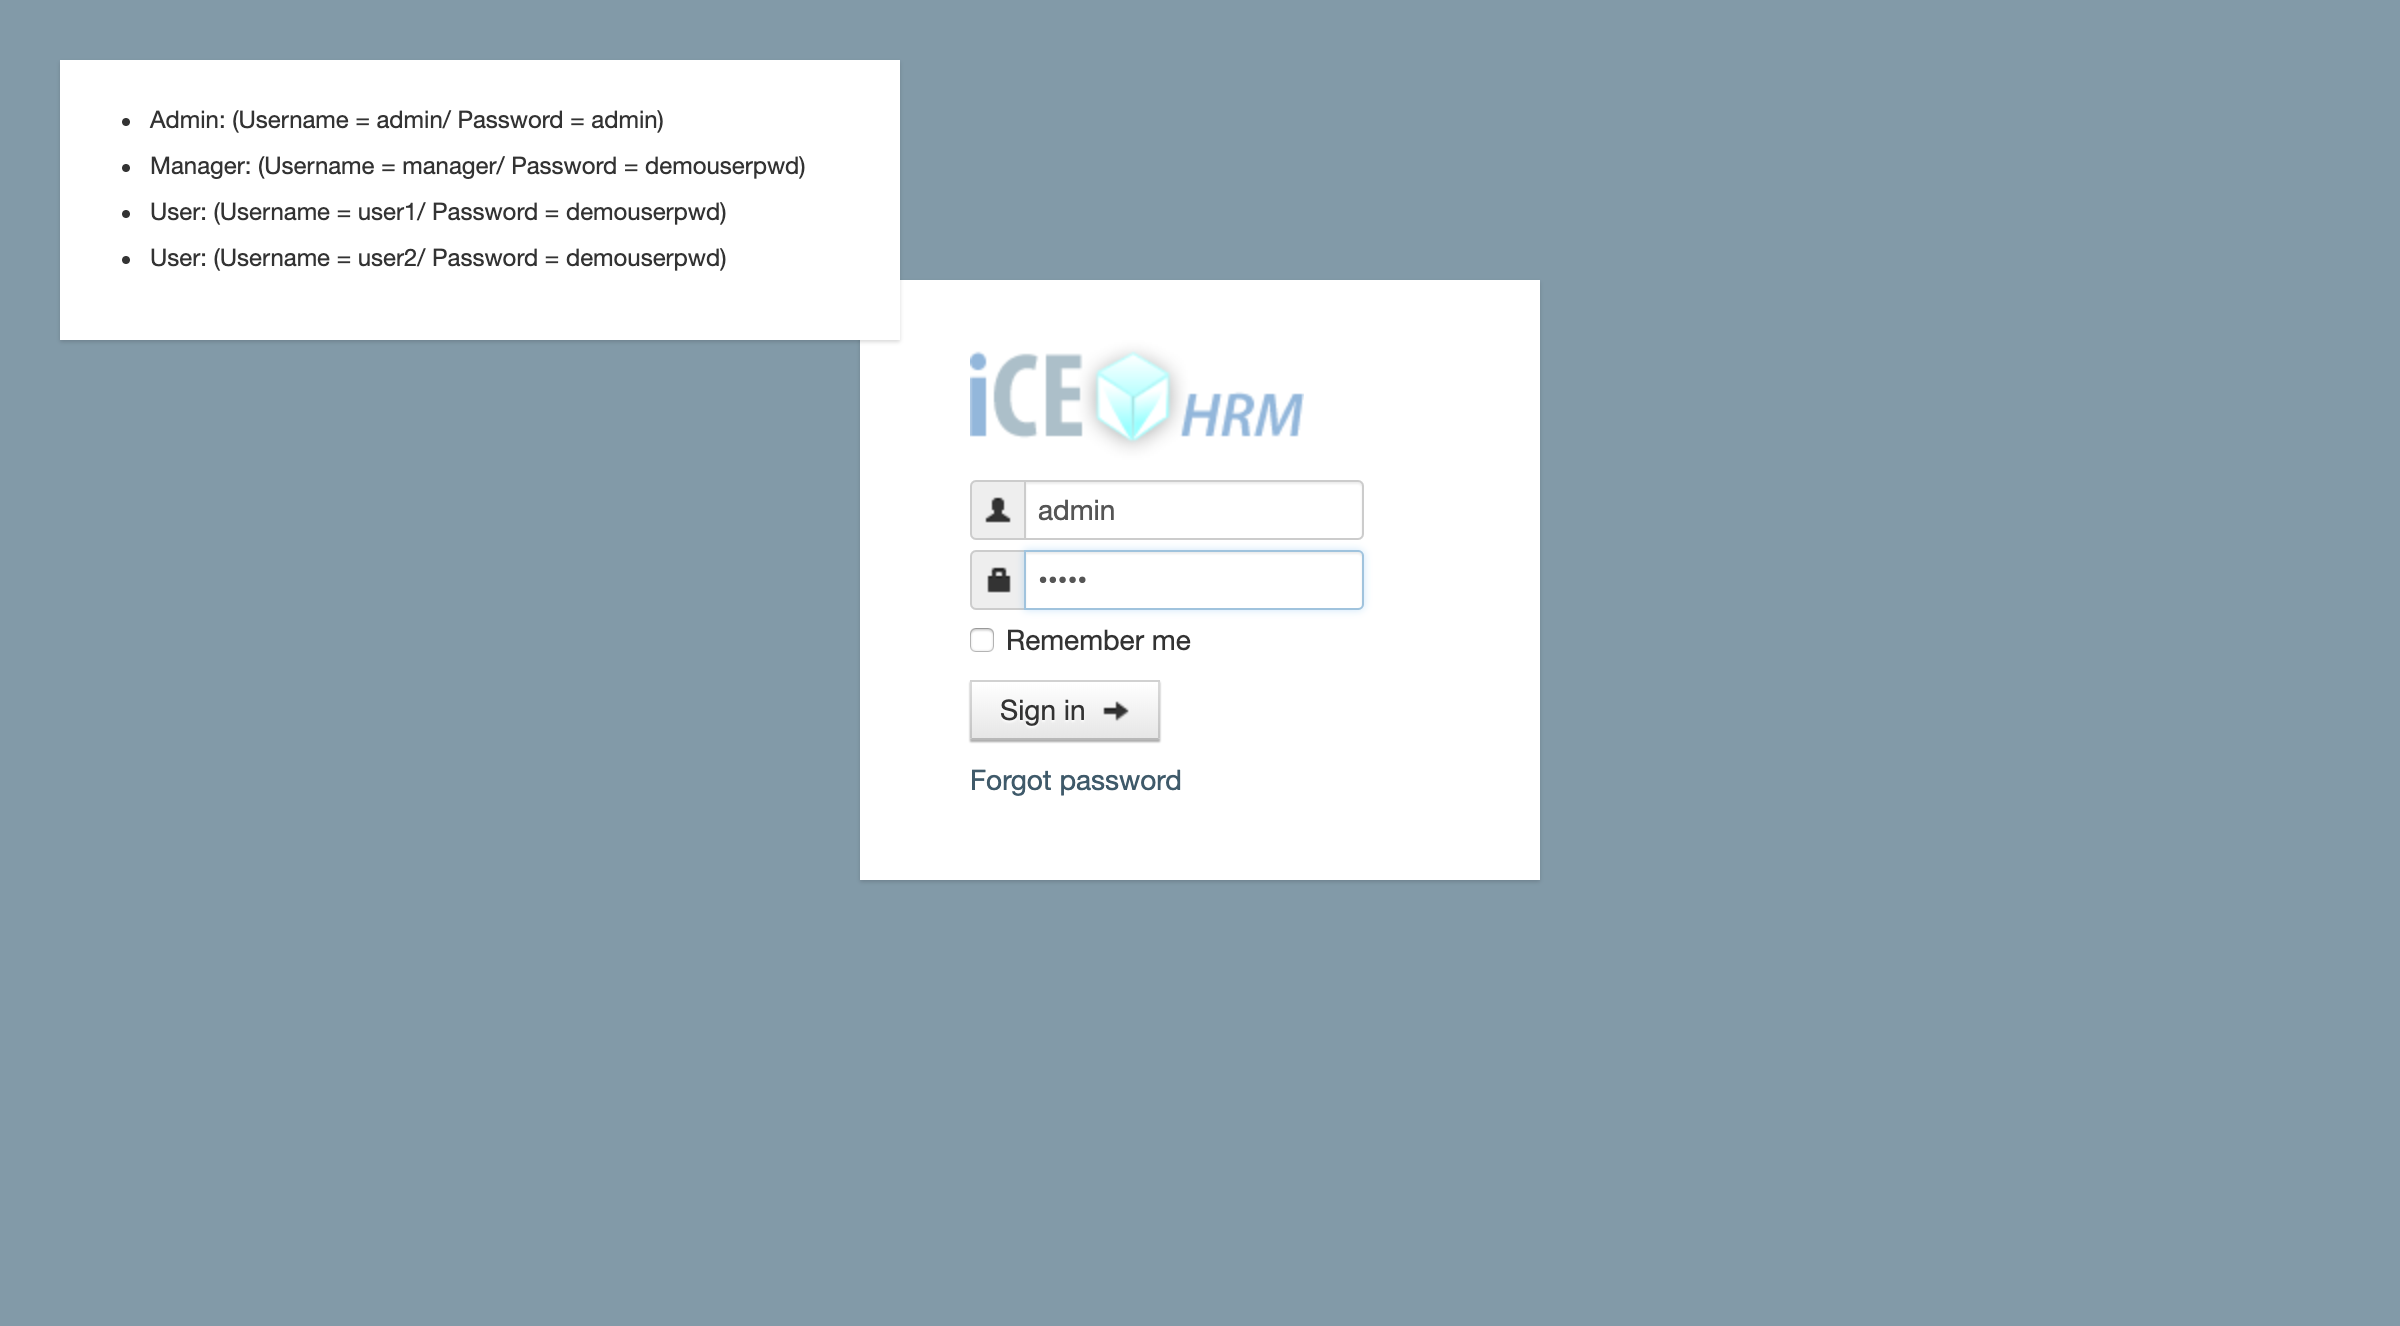 Admin: (Username = admin/ Password = admin)
Manager: (Username = manager/ Password = demouserpwd)
User: (Username = user1/ Password = demouserpwd)
User: (Username = user2/ Password = demouserpwd)
iCE HRM
admin
•••••
Remember me
Sign in
Forgot password